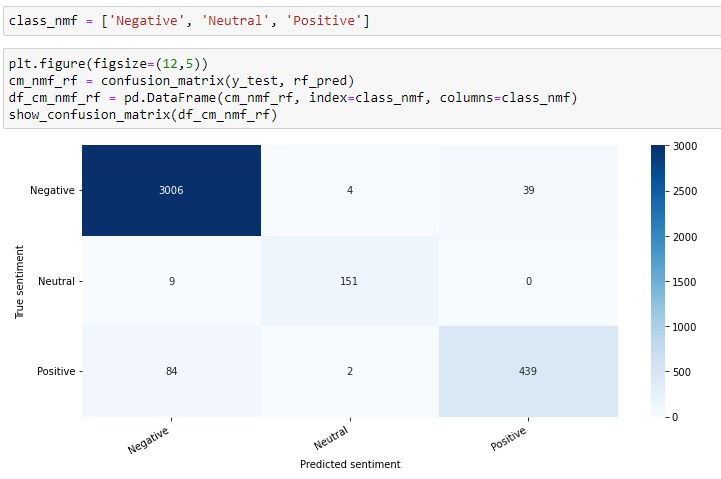 class_nmf = ['Negative', 'Neutral', 'Positive']
plt.figure(figsize=(12,5))
cm_nmf_rf = confusion_matrix(y_test, rf_pred)
df_cm_nmf_rf = pd.DataFrame(cm_nmf_rf, index=class_nmf, columns=class_nmf)
show_confusion_matrix(df_cm_nmf_rf)
Negative 3006 4 39
Neutral 9 151 0
Positive 84 2 439
Negative Neutral Positive
Predicted sentiment
True sentiment
3000
2500
2000
1500
1000
500
0